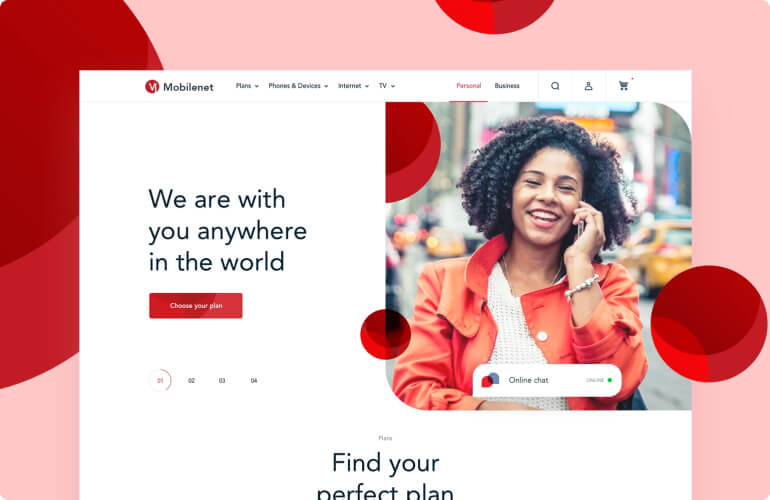 Mobilenet
Plans
Phones & Devices
Internet
TV
Personal
Business
We are with
you anywhere
in the world
Choose your plan
01
02
03
04
Online chat
ONLINE
Plans
Find your
perfect plan